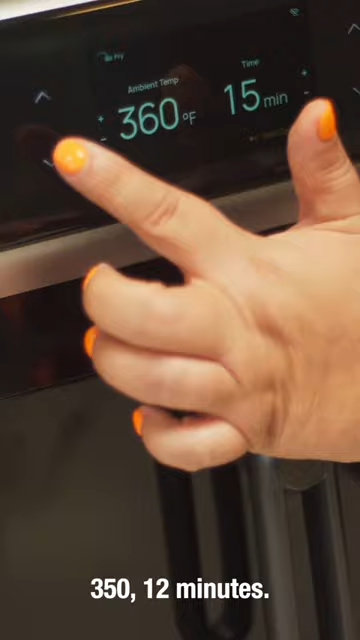 Air Fry
Ambient Temp
Time
360 °F
15 min
350, 12 minutes.